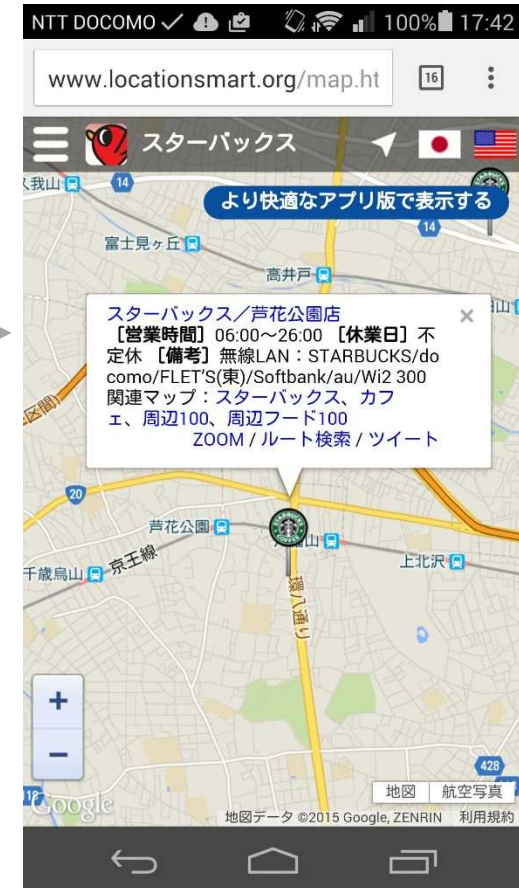 NTT DOCOMO 100% 17:42
www.locationsmart.org/map.ht 16
スターバックス
より快適なアプリ版で表示する
我山 14
14
富士見ヶ丘
高井戸
スターバックス／芦花公園店 ×
［営業時間］06:00〜26:00 ［休業日］不
定休 ［備考］無線LAN：STARBUCKS/do
como/FLET'S(東)/Softbank/au/Wi2 300
関連マップ：スターバックス、カフ
ェ、周辺100、周辺フード100
ZOOM / ルート検索 / ツイート
20
芦花公園
山
上北沢
千歳烏山
京王線
環八通り
+
−
428
118
地図 航空写真
Google
地図データ ©2015 Google, ZENRIN 利用規約